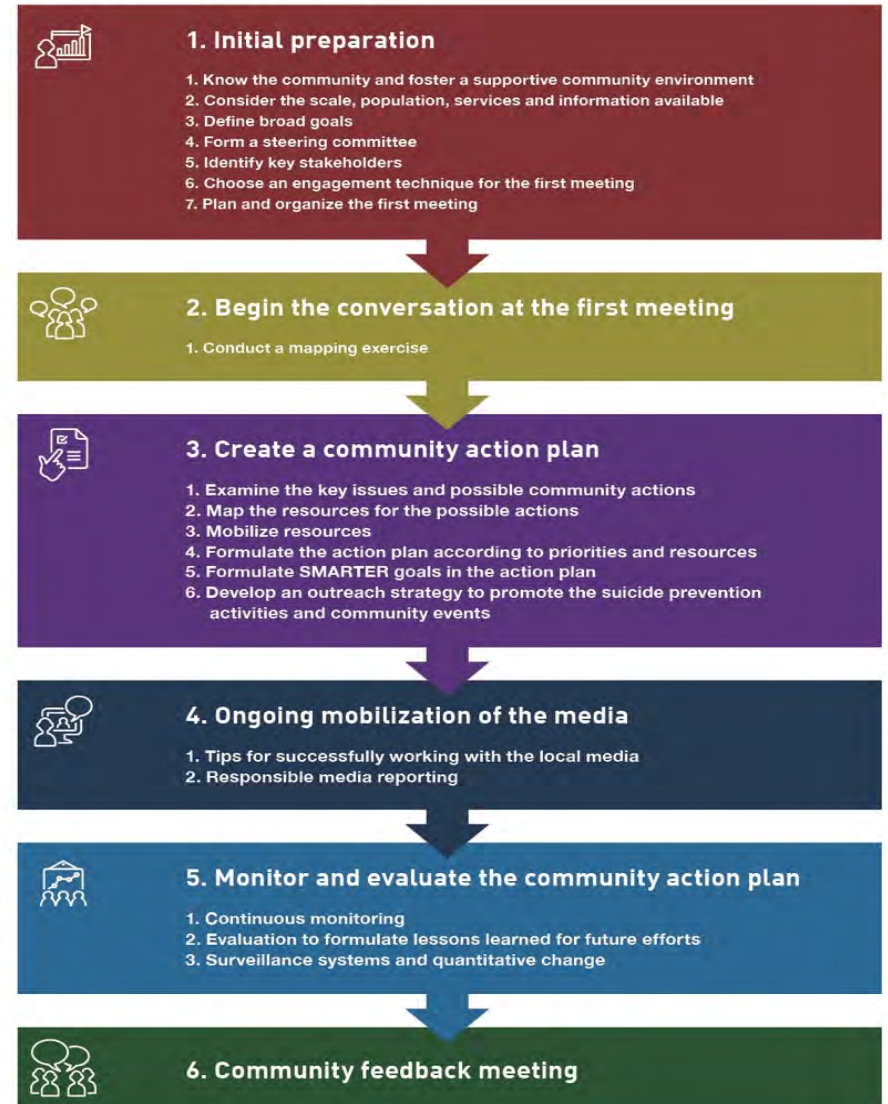 1. Initial preparation
1. Know the community and foster a supportive community environment
2. Consider the scale, population, services and information available
3. Define broad goals
4. Form a steering committee
5. Identify key stakeholders
6. Choose an engagement technique for the first meeting
7. Plan and organize the first meeting
2. Begin the conversation at the first meeting
1. Conduct a mapping exercise
3. Create a community action plan
1. Examine the key issues and possible community actions
2. Map the resources for the possible actions
3. Mobilize resources
4. Formulate the action plan according to priorities and resources
5. Formulate SMARTER goals in the action plan
6. Develop an outreach strategy to promote the suicide prevention
activities and community events
4. Ongoing mobilization of the media
1. Tips for successfully working with the local media
2. Responsible media reporting
5. Monitor and evaluate the community action plan
1. Continuous monitoring
2. Evaluation to formulate lessons learned for future efforts
3. Surveillance systems and quantitative change
6. Community feedback meeting